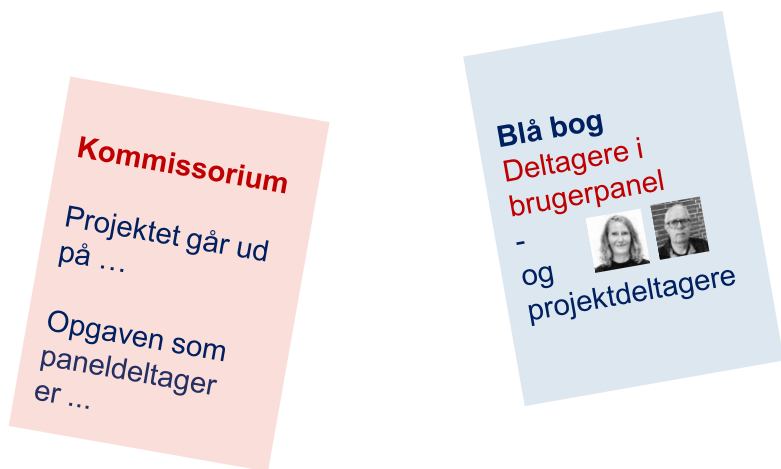 Kommissorium
Projektet går ud
på …
Opgaven som
paneldeltager
er ...
Blå bog
Deltagere i
brugerpanel
-
og
projektdeltagere